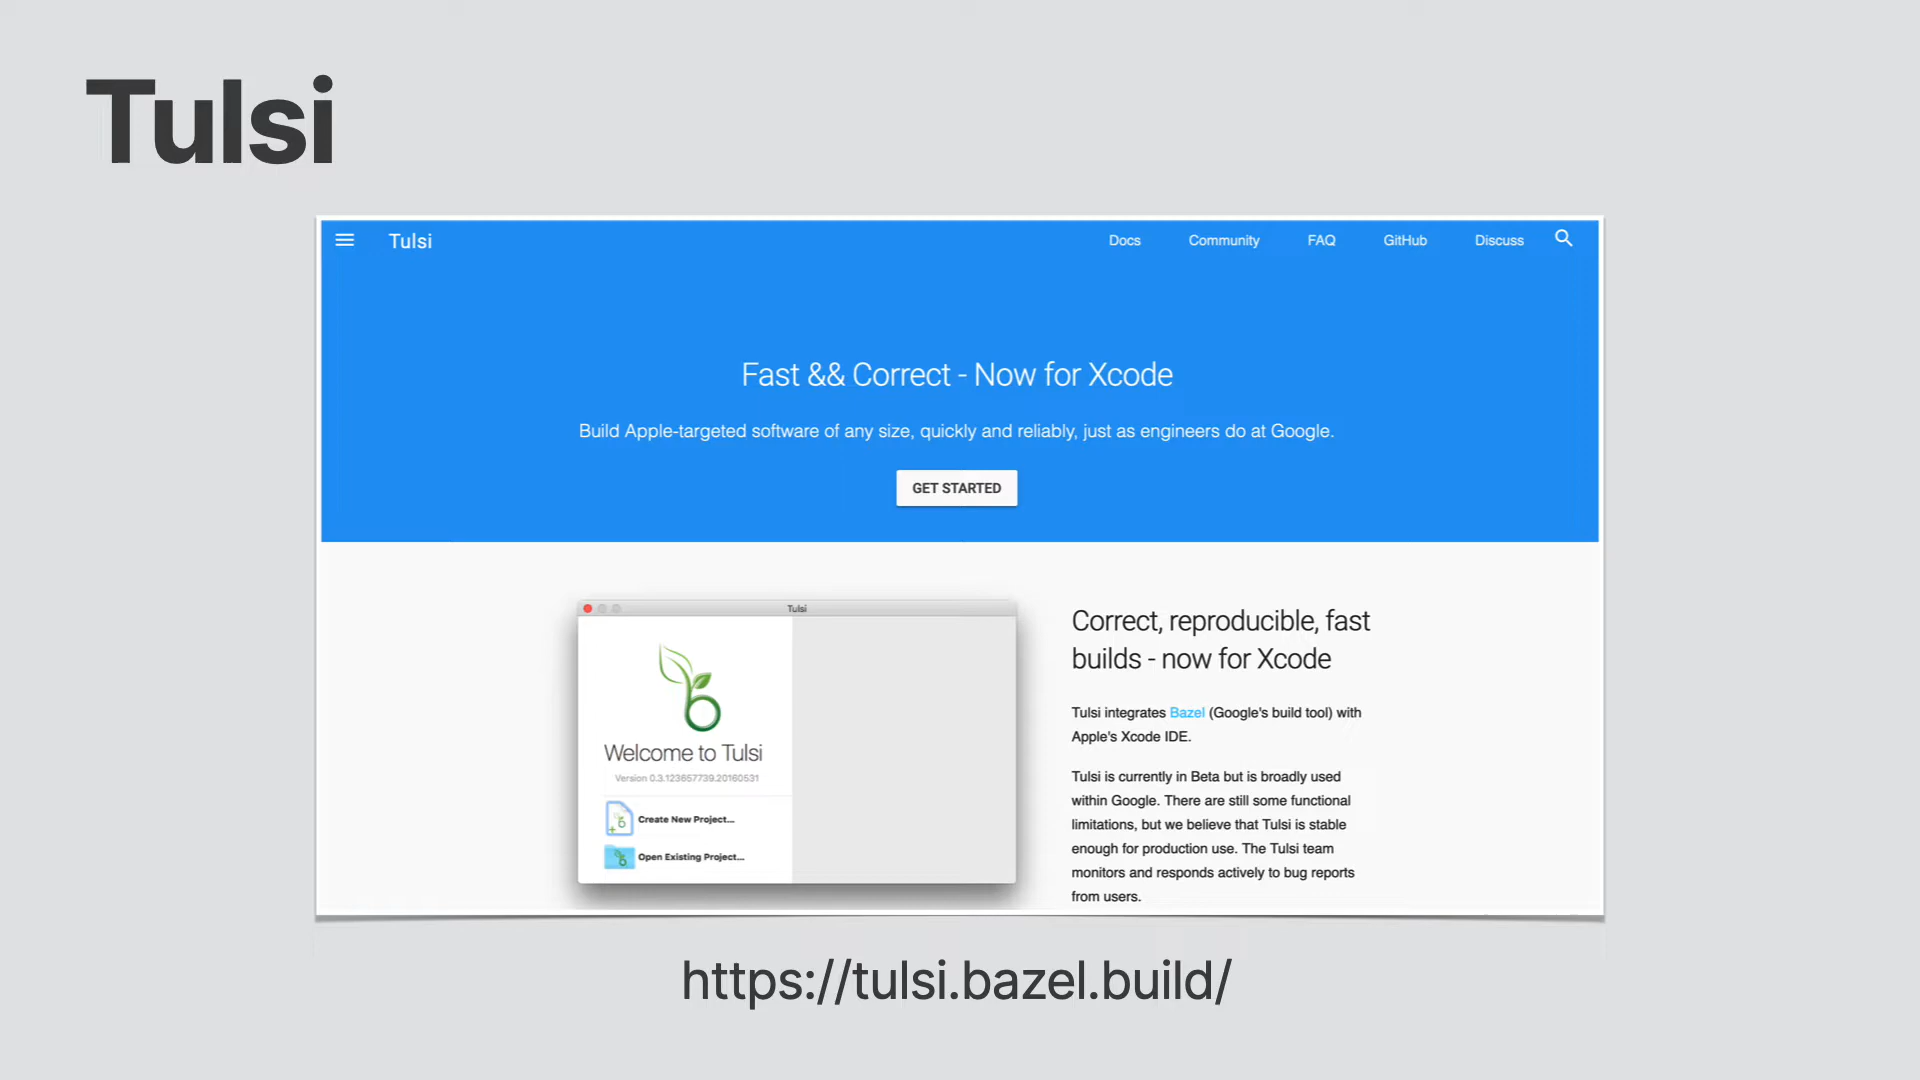 Tulsi
Tulsi
Docs
Community
FAQ
GitHub
Discuss
Fast && Correct - Now for Xcode
Build Apple-targeted software of any size, quickly and reliably, just as engineers do at Google.
GET STARTED
Tulsi
Welcome to Tulsi
Version 0.3.123657739.20160531
Create New Project...
Open Existing Project...
Correct, reproducible, fast
builds - now for Xcode
Tulsi integrates Bazel (Google's build tool) with
Apple's Xcode IDE.
Tulsi is currently in Beta but is broadly used
within Google. There are still some functional
limitations, but we believe that Tulsi is stable
enough for production use. The Tulsi team
monitors and responds actively to bug reports
from users.
https://tulsi.bazel.build/